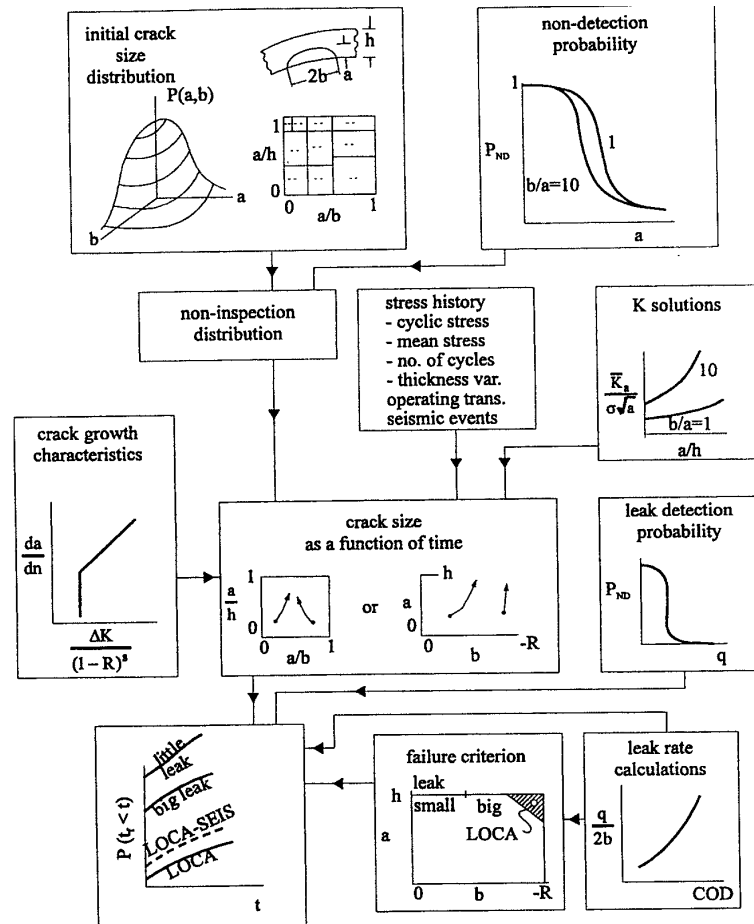 initial crack
size
distribution
P(a,b)
a
b
h
2b
a
1
a/h
0
0
1
a/b
non-detection
probability
1
P_ND
1
b/a=10
a
non-inspection
distribution
stress history
- cyclic stress
- mean stress
- no. of cycles
- thickness var.
operating trans.
seismic events
K solutions
K̅a
σ√a
10
b/a=1
a/h
crack growth
characteristics
da
dn
ΔK
(1-R)ˢ
crack size
as a function of time
1
a
h
0
0
1
a/b
or
h
a
0
0
b
-R
leak detection
probability
P_ND
q
P (tf < t)
little
leak
big leak
LOCA-SEIS
LOCA
t
failure criterion
h
leak
small
big
LOCA
a
0
b
-R
leak rate
calculations
q
2b
COD